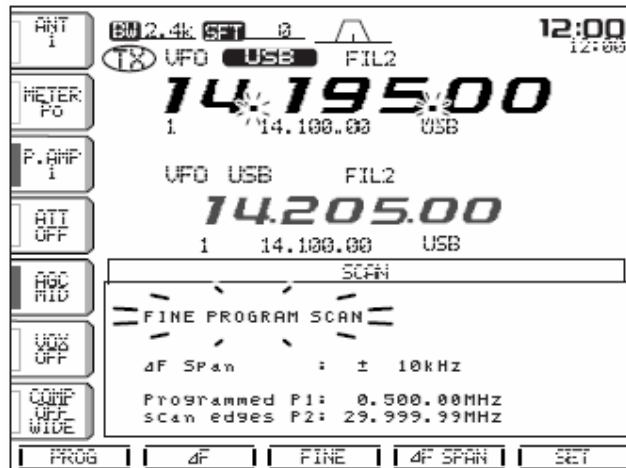 ANT
1
BW 2.4k SFT 0
12:00
12:00
TX VFO USB FIL2
METER
PO
14.195.00
1 14.100.00 USB
P.AMP
1
VFO USB FIL2
14.205.00
ATT
OFF
1 14.100.00 USB
SCAN
AGC
MID
FINE PROGRAM SCAN
VOX
OFF
ΔF Span : ± 10kHz
COMP
OFF
WIDE
Programmed P1: 0.500.00MHz
scan edges P2: 29.999.99MHz
PROG ΔF FINE ΔF SPAN SET